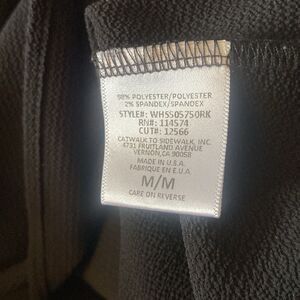 98% POLYESTER/POLYESTER
2% SPANDEX/SPANDEX
STYLE#: WHSS05750RK
RN#: 114574
CUT#: 12566
CATWALK TO SIDEWALK, INC.
4731 FRUITLAND AVENUE
VERNON, CA 90058
MADE IN U.S.A.
FABRIQUE EN E.U.A
M/M
CARE ON REVERSE